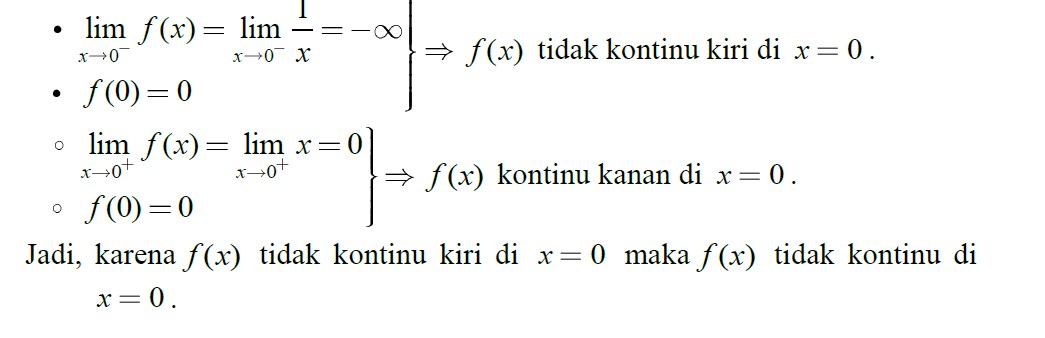 • lim_{x→0⁻} f(x) = lim_{x→0⁻} 1/x = −∞
• f(0) = 0
} ⇒ f(x) tidak kontinu kiri di x = 0.
○ lim_{x→0⁺} f(x) = lim_{x→0⁺} x = 0
○ f(0) = 0
} ⇒ f(x) kontinu kanan di x = 0.
Jadi, karena f(x) tidak kontinu kiri di x = 0 maka f(x) tidak kontinu di
x = 0.